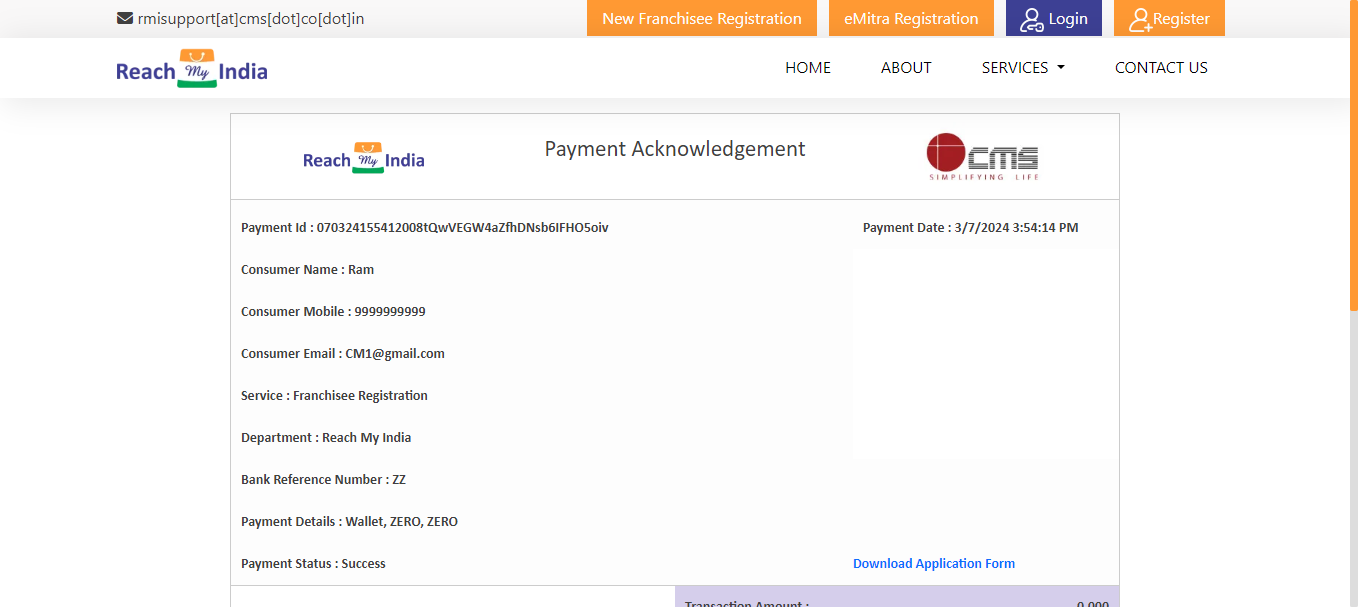 rmisupport[at]cms[dot]co[dot]in
New Franchisee Registration
eMitra Registration
Login
Register
Reach My India
HOME
ABOUT
SERVICES
CONTACT US
Reach My India
Payment Acknowledgement
cms
SIMPLIFYING LIFE
Payment Id : 070324155412008tQwVEGW4aZfhDNsb6IFHO5oiv
Payment Date : 3/7/2024 3:54:14 PM
Consumer Name : Ram
Consumer Mobile : 9999999999
Consumer Email : CM1@gmail.com
Service : Franchisee Registration
Department : Reach My India
Bank Reference Number : ZZ
Payment Details : Wallet, ZERO, ZERO
Payment Status : Success
Download Application Form
Transaction Amount : 0.000